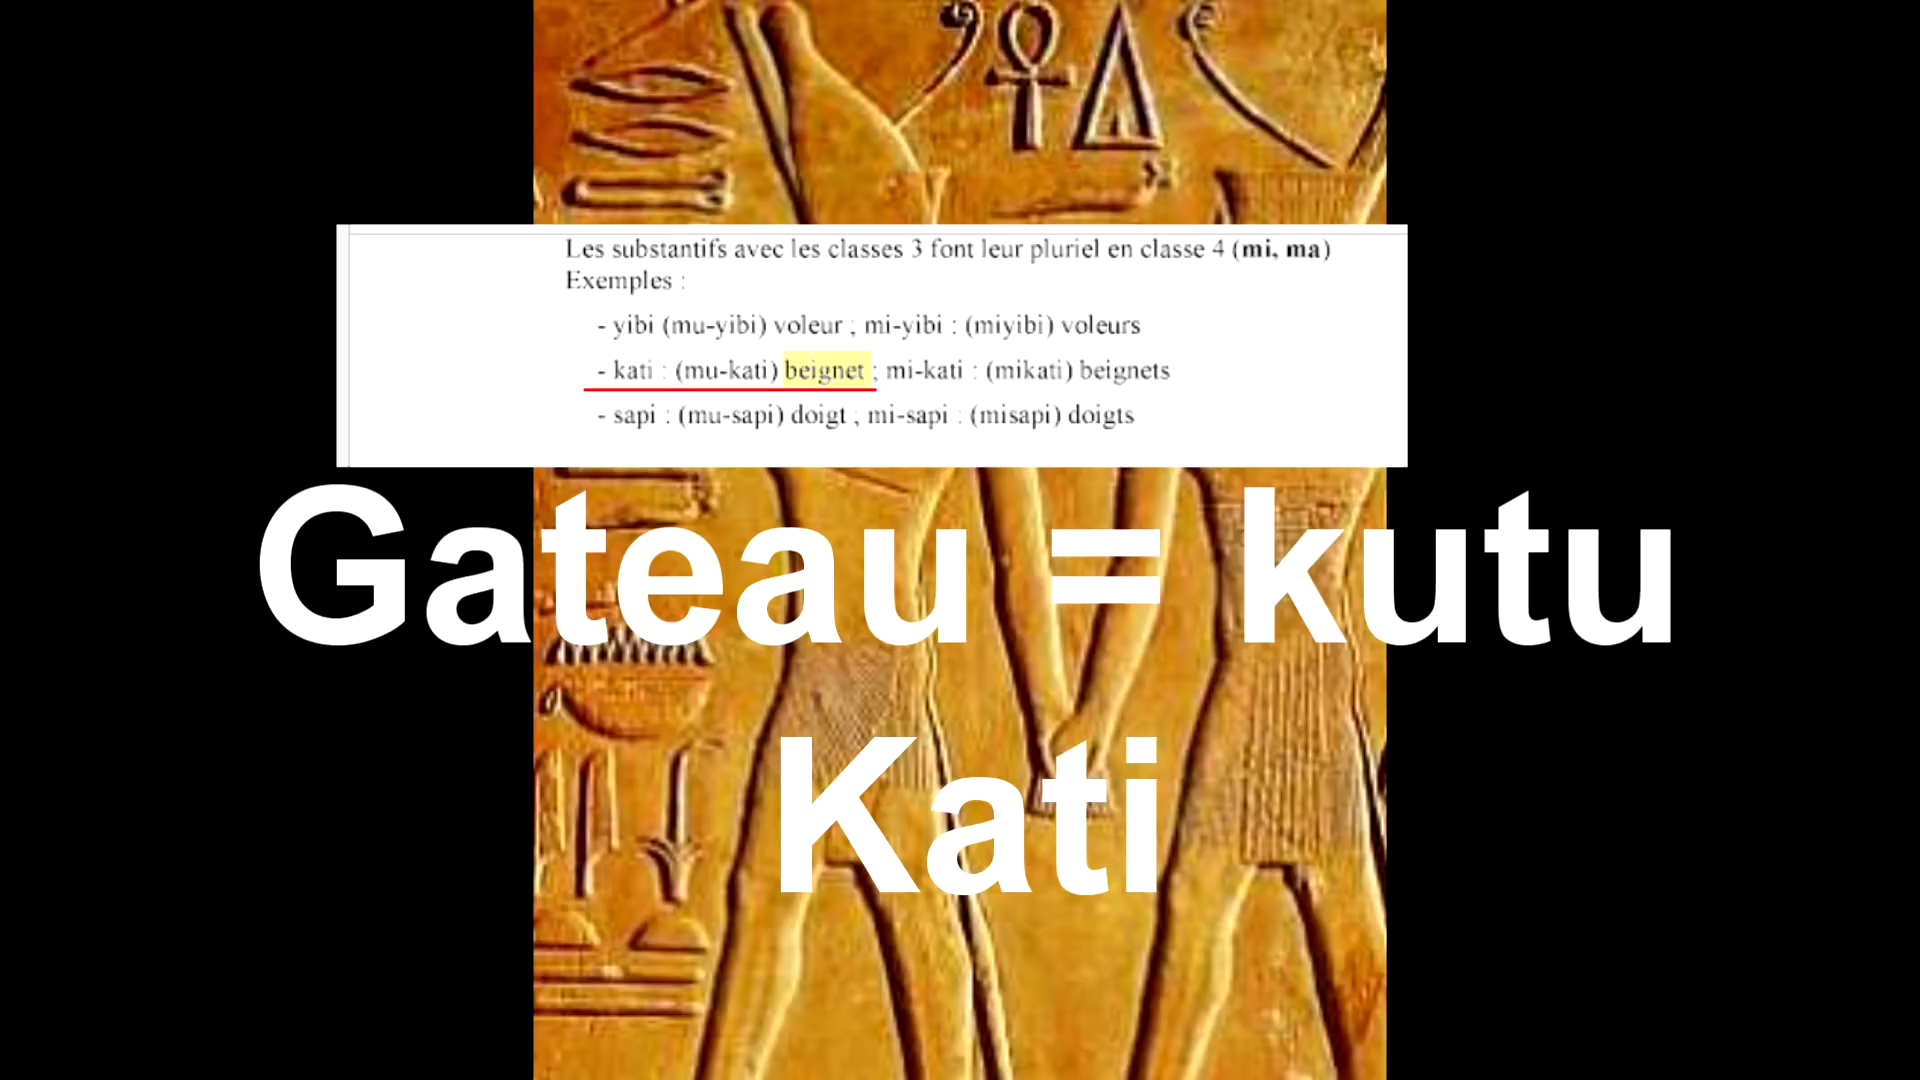 Les substantifs avec les classes 3 font leur pluriel en classe 4 (mi, ma)
Exemples :
- yibi (mu-yibi) voleur ; mi-yibi : (miyibi) voleurs
- kati : (mu-kati) beignet ; mi-kati : (mikati) beignets
- sapi : (mu-sapi) doigt ; mi-sapi : (misapi) doigts
Gateau = kutu
Kati